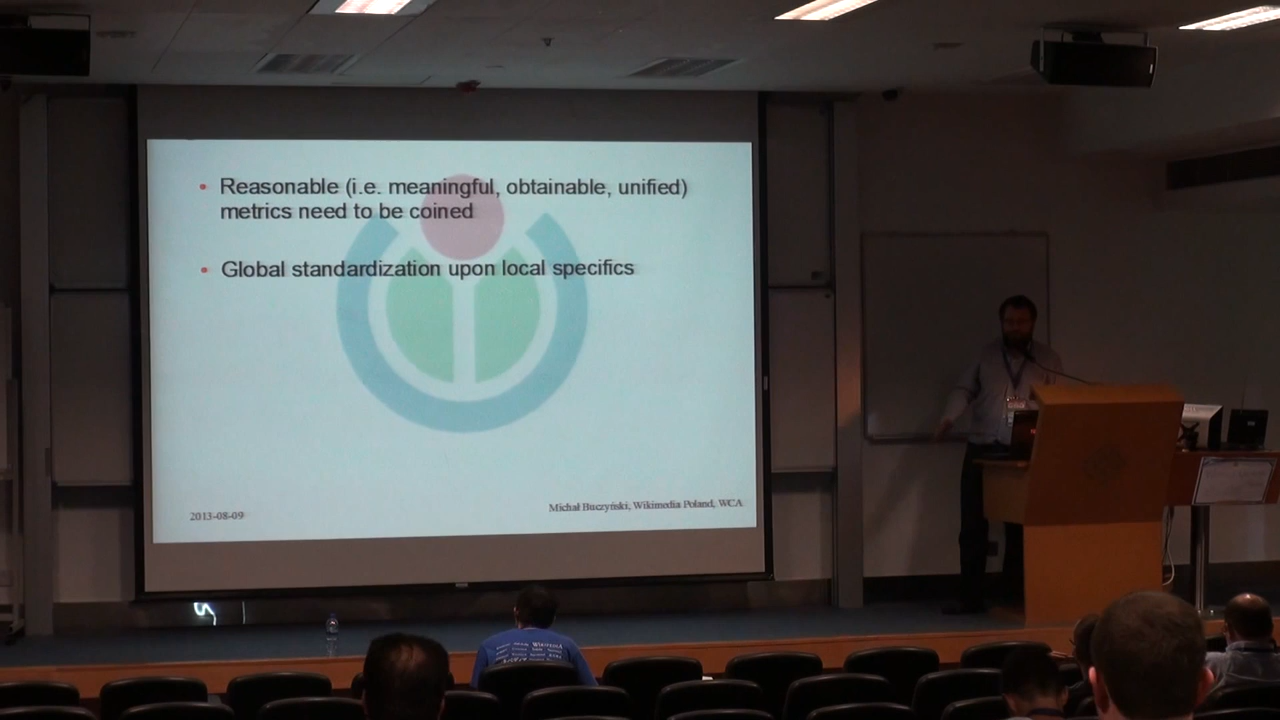 • Reasonable (i.e. meaningful, obtainable, unified)
metrics need to be coined
• Global standardization upon local specifics
2013-08-09
Michał Buczyński, Wikimedia Poland, WCA
WIKIMEDIA